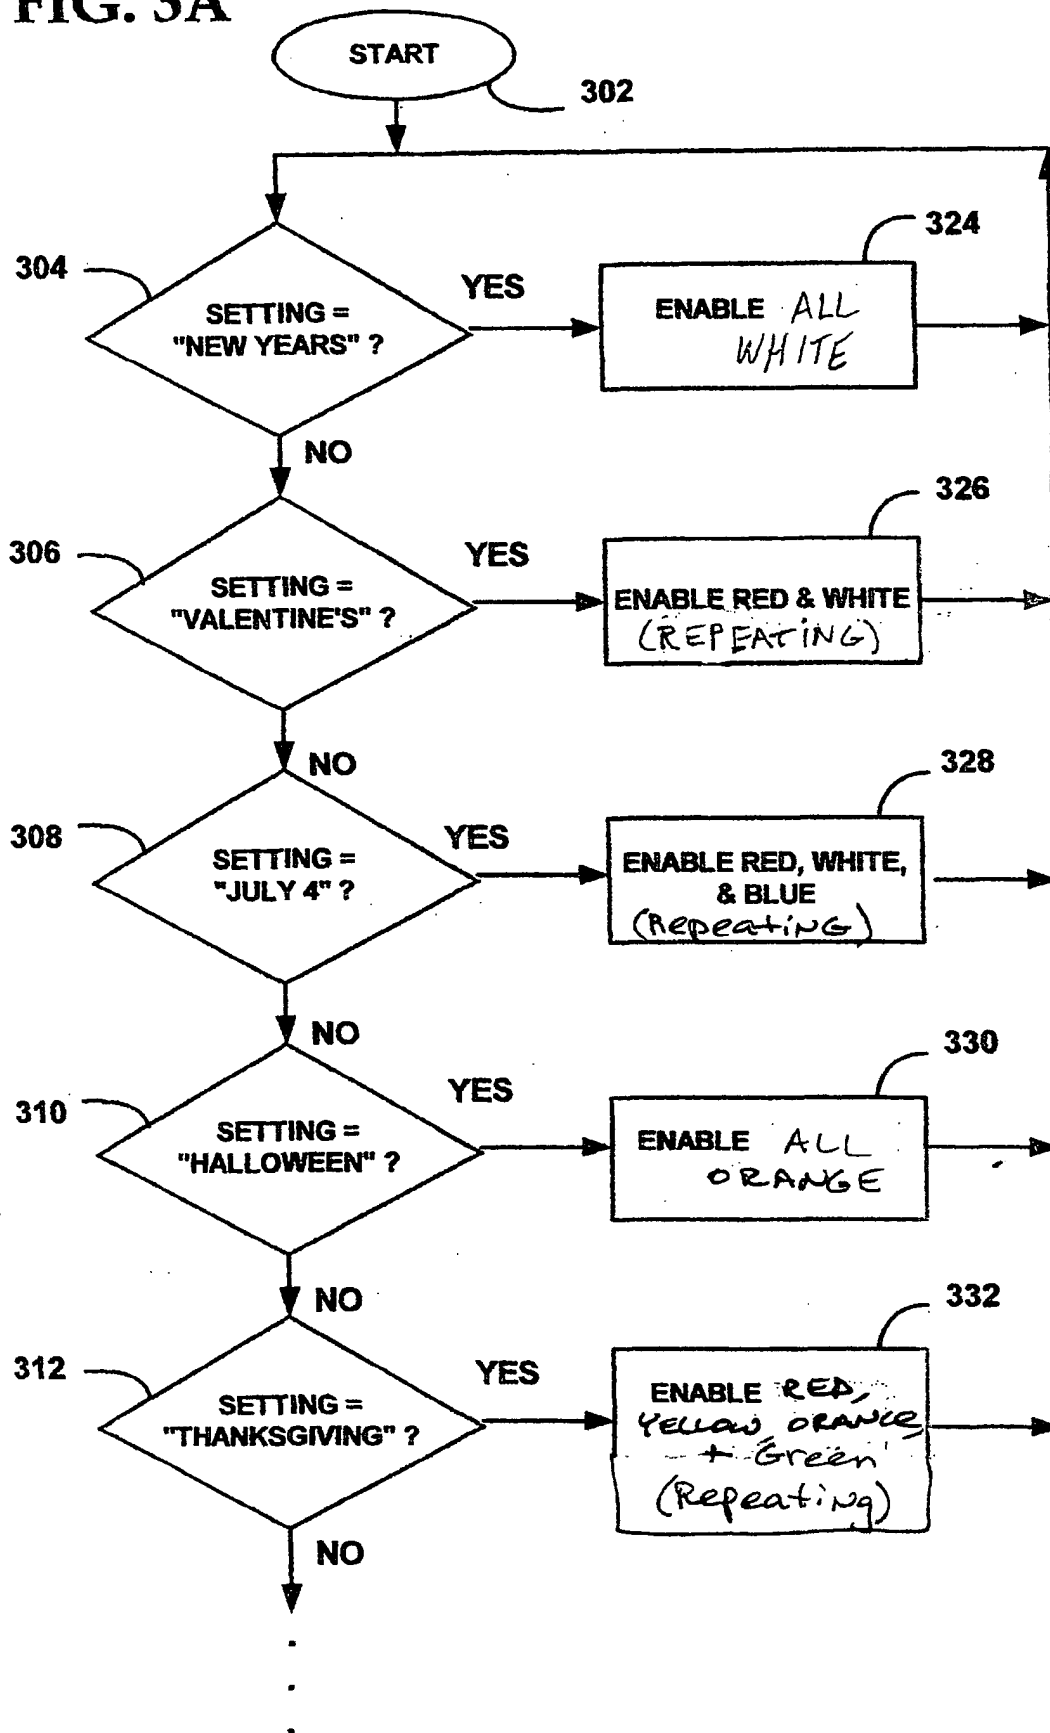 FIG. 3A
START
302
304
SETTING =
"NEW YEARS" ?
YES
324
ENABLE ALL
WHITE
NO
306
SETTING =
"VALENTINE'S" ?
YES
326
ENABLE RED & WHITE
(REPEATING)
NO
308
SETTING =
"JULY 4" ?
YES
328
ENABLE RED, WHITE,
& BLUE
(Repeating)
NO
310
SETTING =
"HALLOWEEN" ?
YES
330
ENABLE ALL
ORANGE
NO
312
SETTING =
"THANKSGIVING" ?
YES
332
ENABLE RED,
YELLOW, ORANGE,
+ Green
(Repeating)
NO